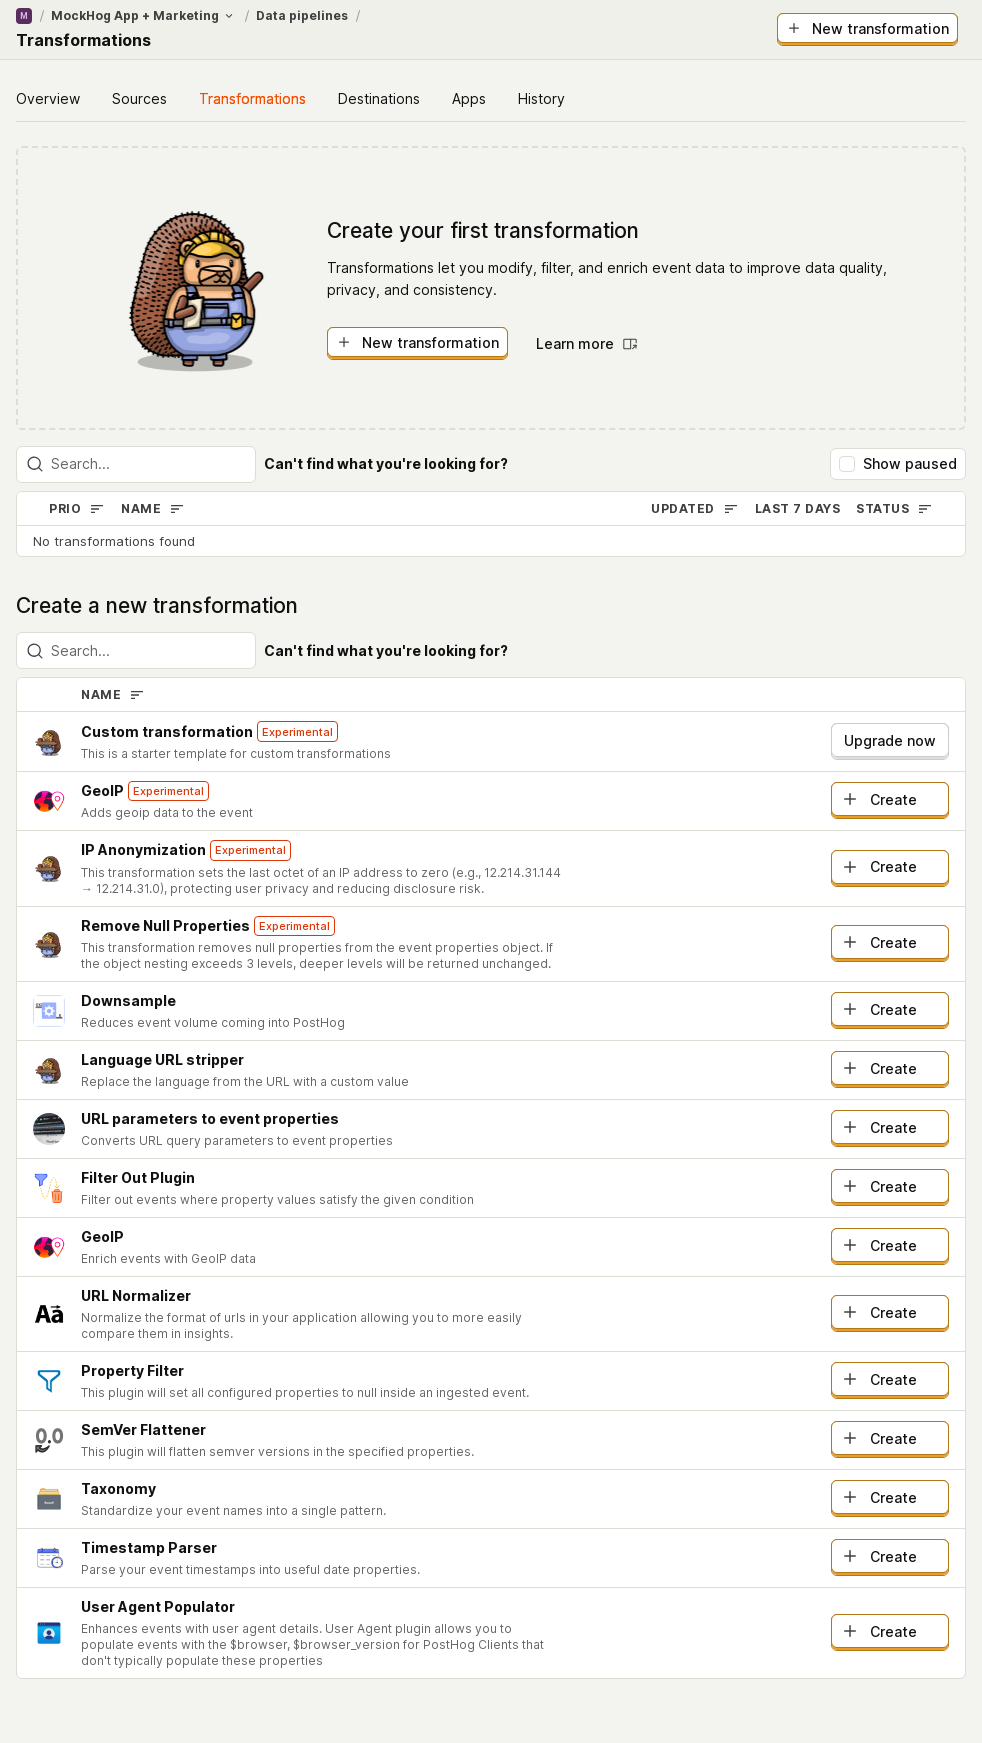 M / MockHog App + Marketing / Data pipelines /
Transformations
New transformation
Overview Sources Transformations Destinations Apps History
Create your first transformation
Transformations let you modify, filter, and enrich event data to improve data quality,
privacy, and consistency.
New transformation Learn more
Search... Can't find what you're looking for? Show paused
PRIO NAME UPDATED LAST 7 DAYS STATUS
No transformations found
Create a new transformation
Search... Can't find what you're looking for?
NAME
Custom transformation Experimental
This is a starter template for custom transformations
Upgrade now
GeoIP Experimental
Adds geoip data to the event
Create
IP Anonymization Experimental
This transformation sets the last octet of an IP address to zero (e.g., 12.214.31.144
→ 12.214.31.0), protecting user privacy and reducing disclosure risk.
Create
Remove Null Properties Experimental
This transformation removes null properties from the event properties object. If
the object nesting exceeds 3 levels, deeper levels will be returned unchanged.
Create
Downsample
Reduces event volume coming into PostHog
Create
Language URL stripper
Replace the language from the URL with a custom value
Create
URL parameters to event properties
Converts URL query parameters to event properties
Create
Filter Out Plugin
Filter out events where property values satisfy the given condition
Create
GeoIP
Enrich events with GeoIP data
Create
Aā
URL Normalizer
Normalize the format of urls in your application allowing you to more easily
compare them in insights.
Create
Property Filter
This plugin will set all configured properties to null inside an ingested event.
Create
0.0
SemVer Flattener
This plugin will flatten semver versions in the specified properties.
Create
Taxonomy
Standardize your event names into a single pattern.
Create
Timestamp Parser
Parse your event timestamps into useful date properties.
Create
User Agent Populator
Enhances events with user agent details. User Agent plugin allows you to
populate events with the $browser, $browser_version for PostHog Clients that
don't typically populate these properties
Create